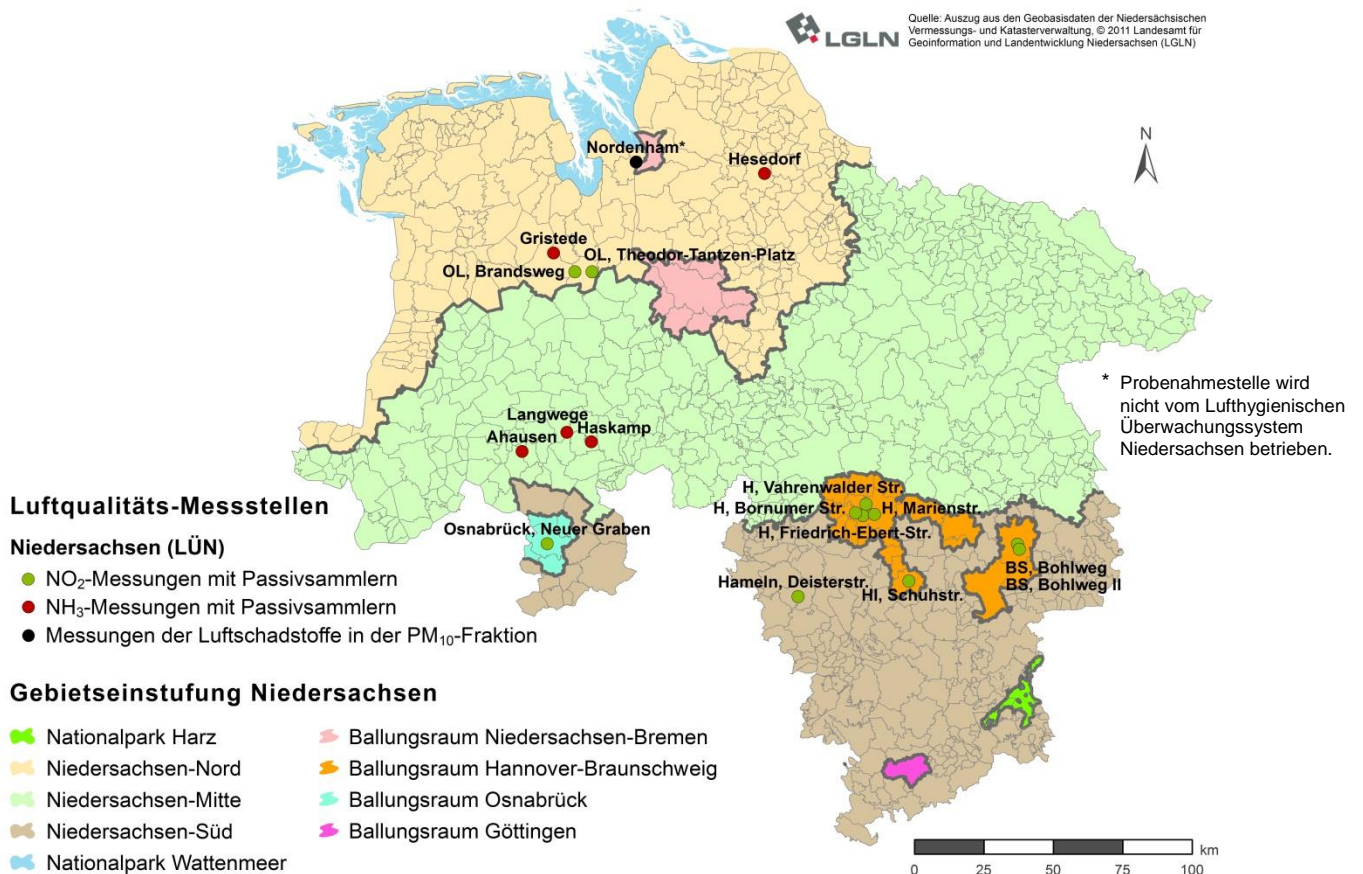 LGLN
Quelle: Auszug aus den Geobasisdaten der Niedersächsischen
Vermessungs- und Katasterverwaltung, © 2011 Landesamt für
Geoinformation und Landentwicklung Niedersachsen (LGLN)
N
Nordenham*
Hesedorf
Gristede
OL, Theodor-Tantzen-Platz
OL, Brandsweg
* Probenahmestelle wird
nicht vom Lufthygienischen
Überwachungssystem
Niedersachsen betrieben.
Langwege
Haskamp
Ahausen
H, Vahrenwalder Str.
H, Bornumer Str.
H, Marienstr.
H, Friedrich-Ebert-Str.
Osnabrück, Neuer Graben
BS, Bohlweg
BS, Bohlweg II
Hameln, Deisterstr.
HI, Schuhstr.
Luftqualitäts-Messstellen
Niedersachsen (LÜN)
NO₂-Messungen mit Passivsammlern
NH₃-Messungen mit Passivsammlern
Messungen der Luftschadstoffe in der PM₁₀-Fraktion
Gebietseinstufung Niedersachsen
Nationalpark Harz
Niedersachsen-Nord
Niedersachsen-Mitte
Niedersachsen-Süd
Nationalpark Wattenmeer
Ballungsraum Niedersachsen-Bremen
Ballungsraum Hannover-Braunschweig
Ballungsraum Osnabrück
Ballungsraum Göttingen
km
0 25 50 75 100